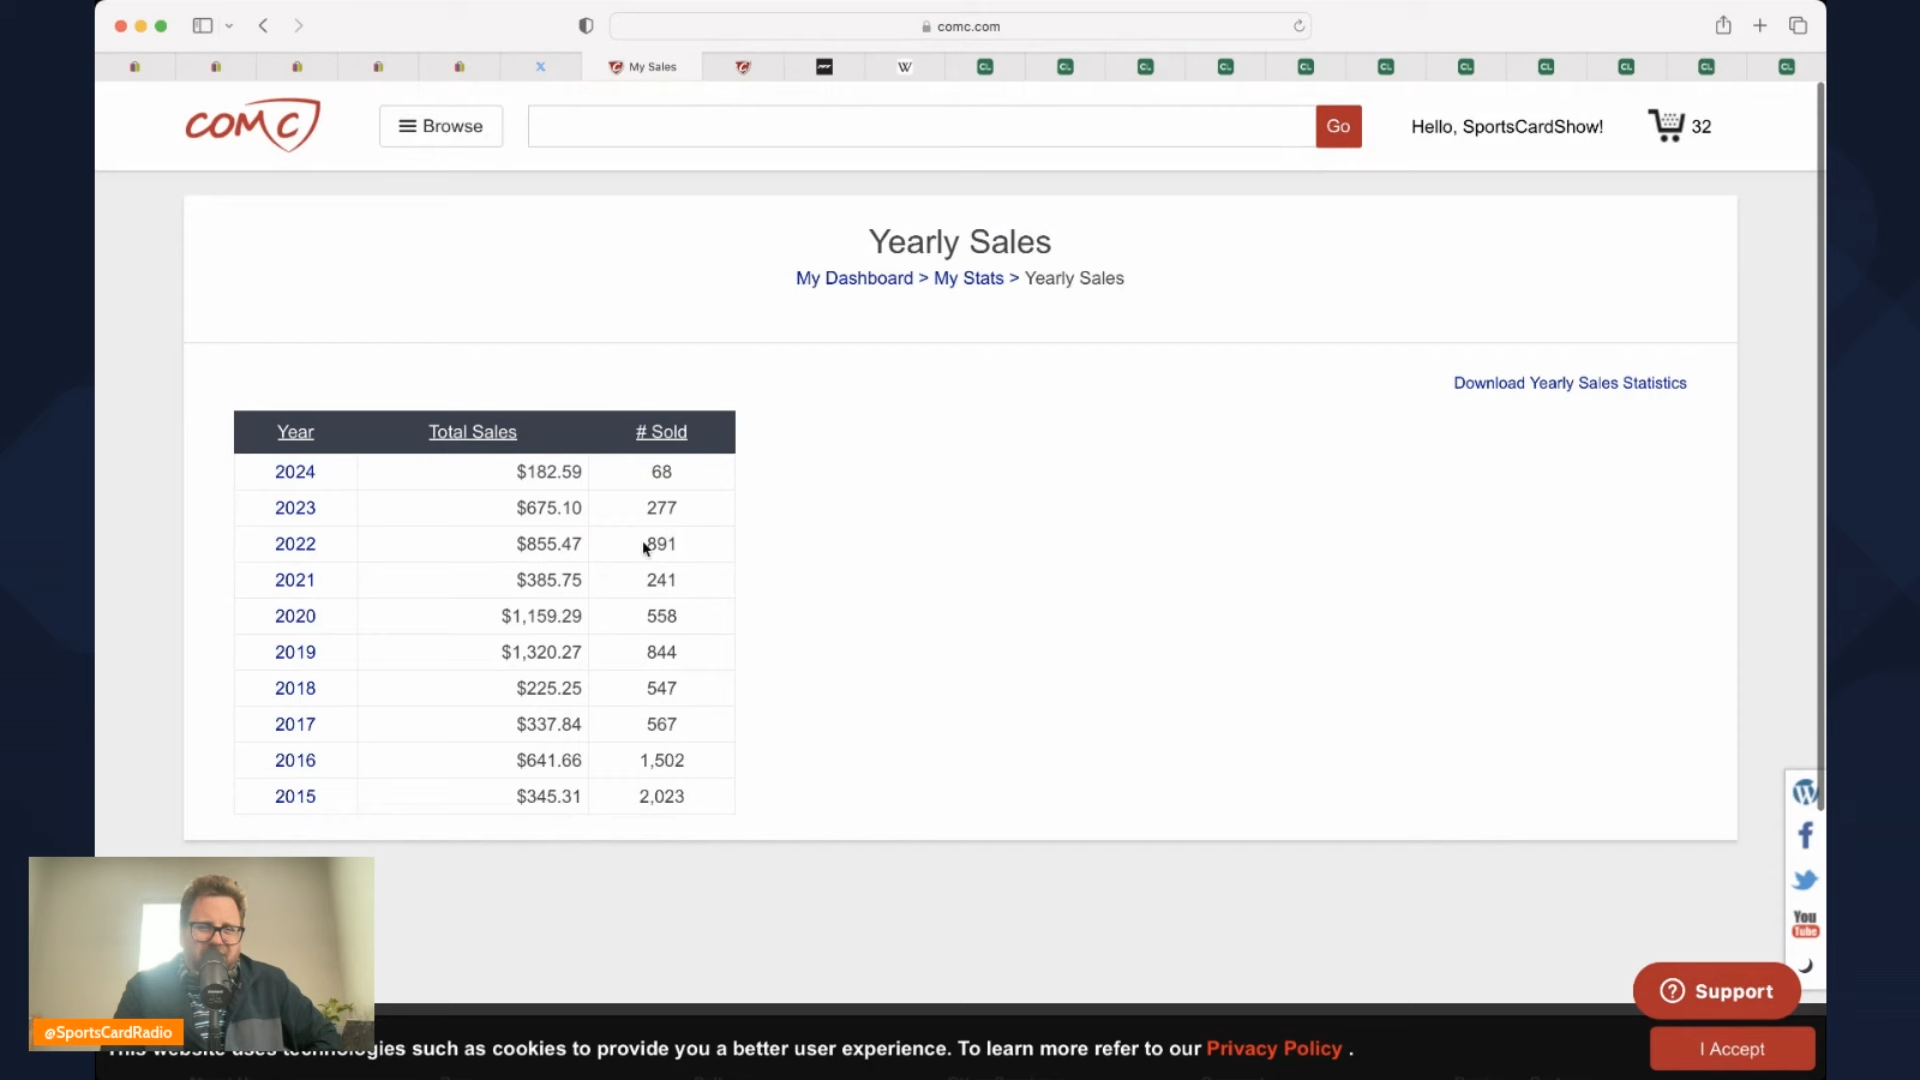 comc.com
My Sales
COMC
Browse
Go
Hello, SportsCardShow!
32
Yearly Sales
My Dashboard > My Stats > Yearly Sales
Download Yearly Sales Statistics
Year Total Sales # Sold
2024 $182.59 68
2023 $675.10 277
2022 $855.47 891
2021 $385.75 241
2020 $1,159.29 558
2019 $1,320.27 844
2018 $225.25 547
2017 $337.84 567
2016 $641.66 1,502
2015 $345.31 2,023
You
Tube
Support
@SportsCardRadio
This website uses technologies such as cookies to provide you a better user experience. To learn more refer to our Privacy Policy .
I Accept